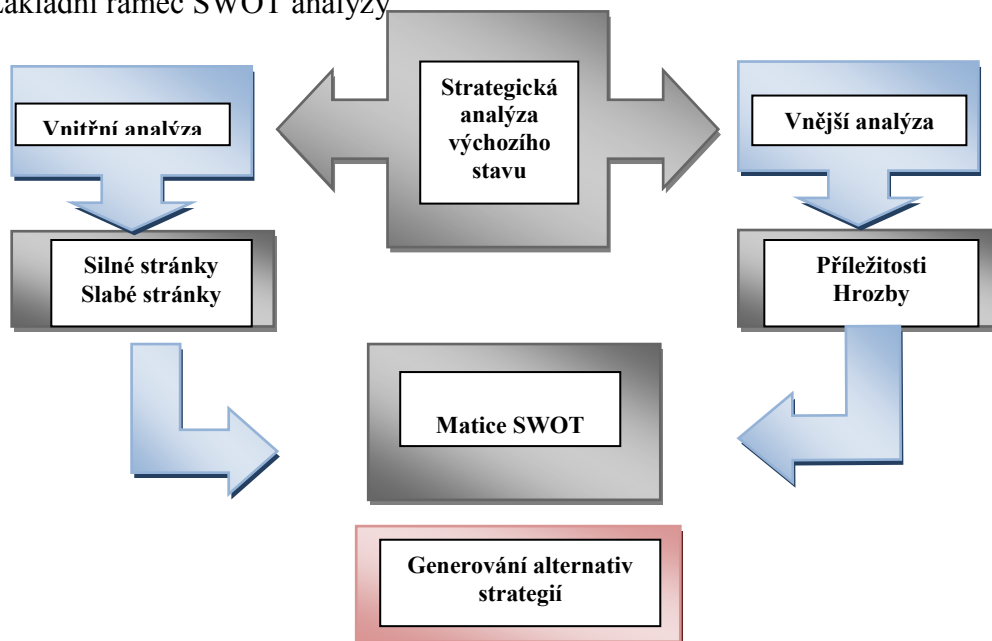 Základní rámec SWOT analýzy
Strategická
analýza
výchozího
stavu
Vnitřní analýza
Vnější analýza
Silné stránky
Slabé stránky
Příležitosti
Hrozby
Matice SWOT
Generování alternativ
strategií